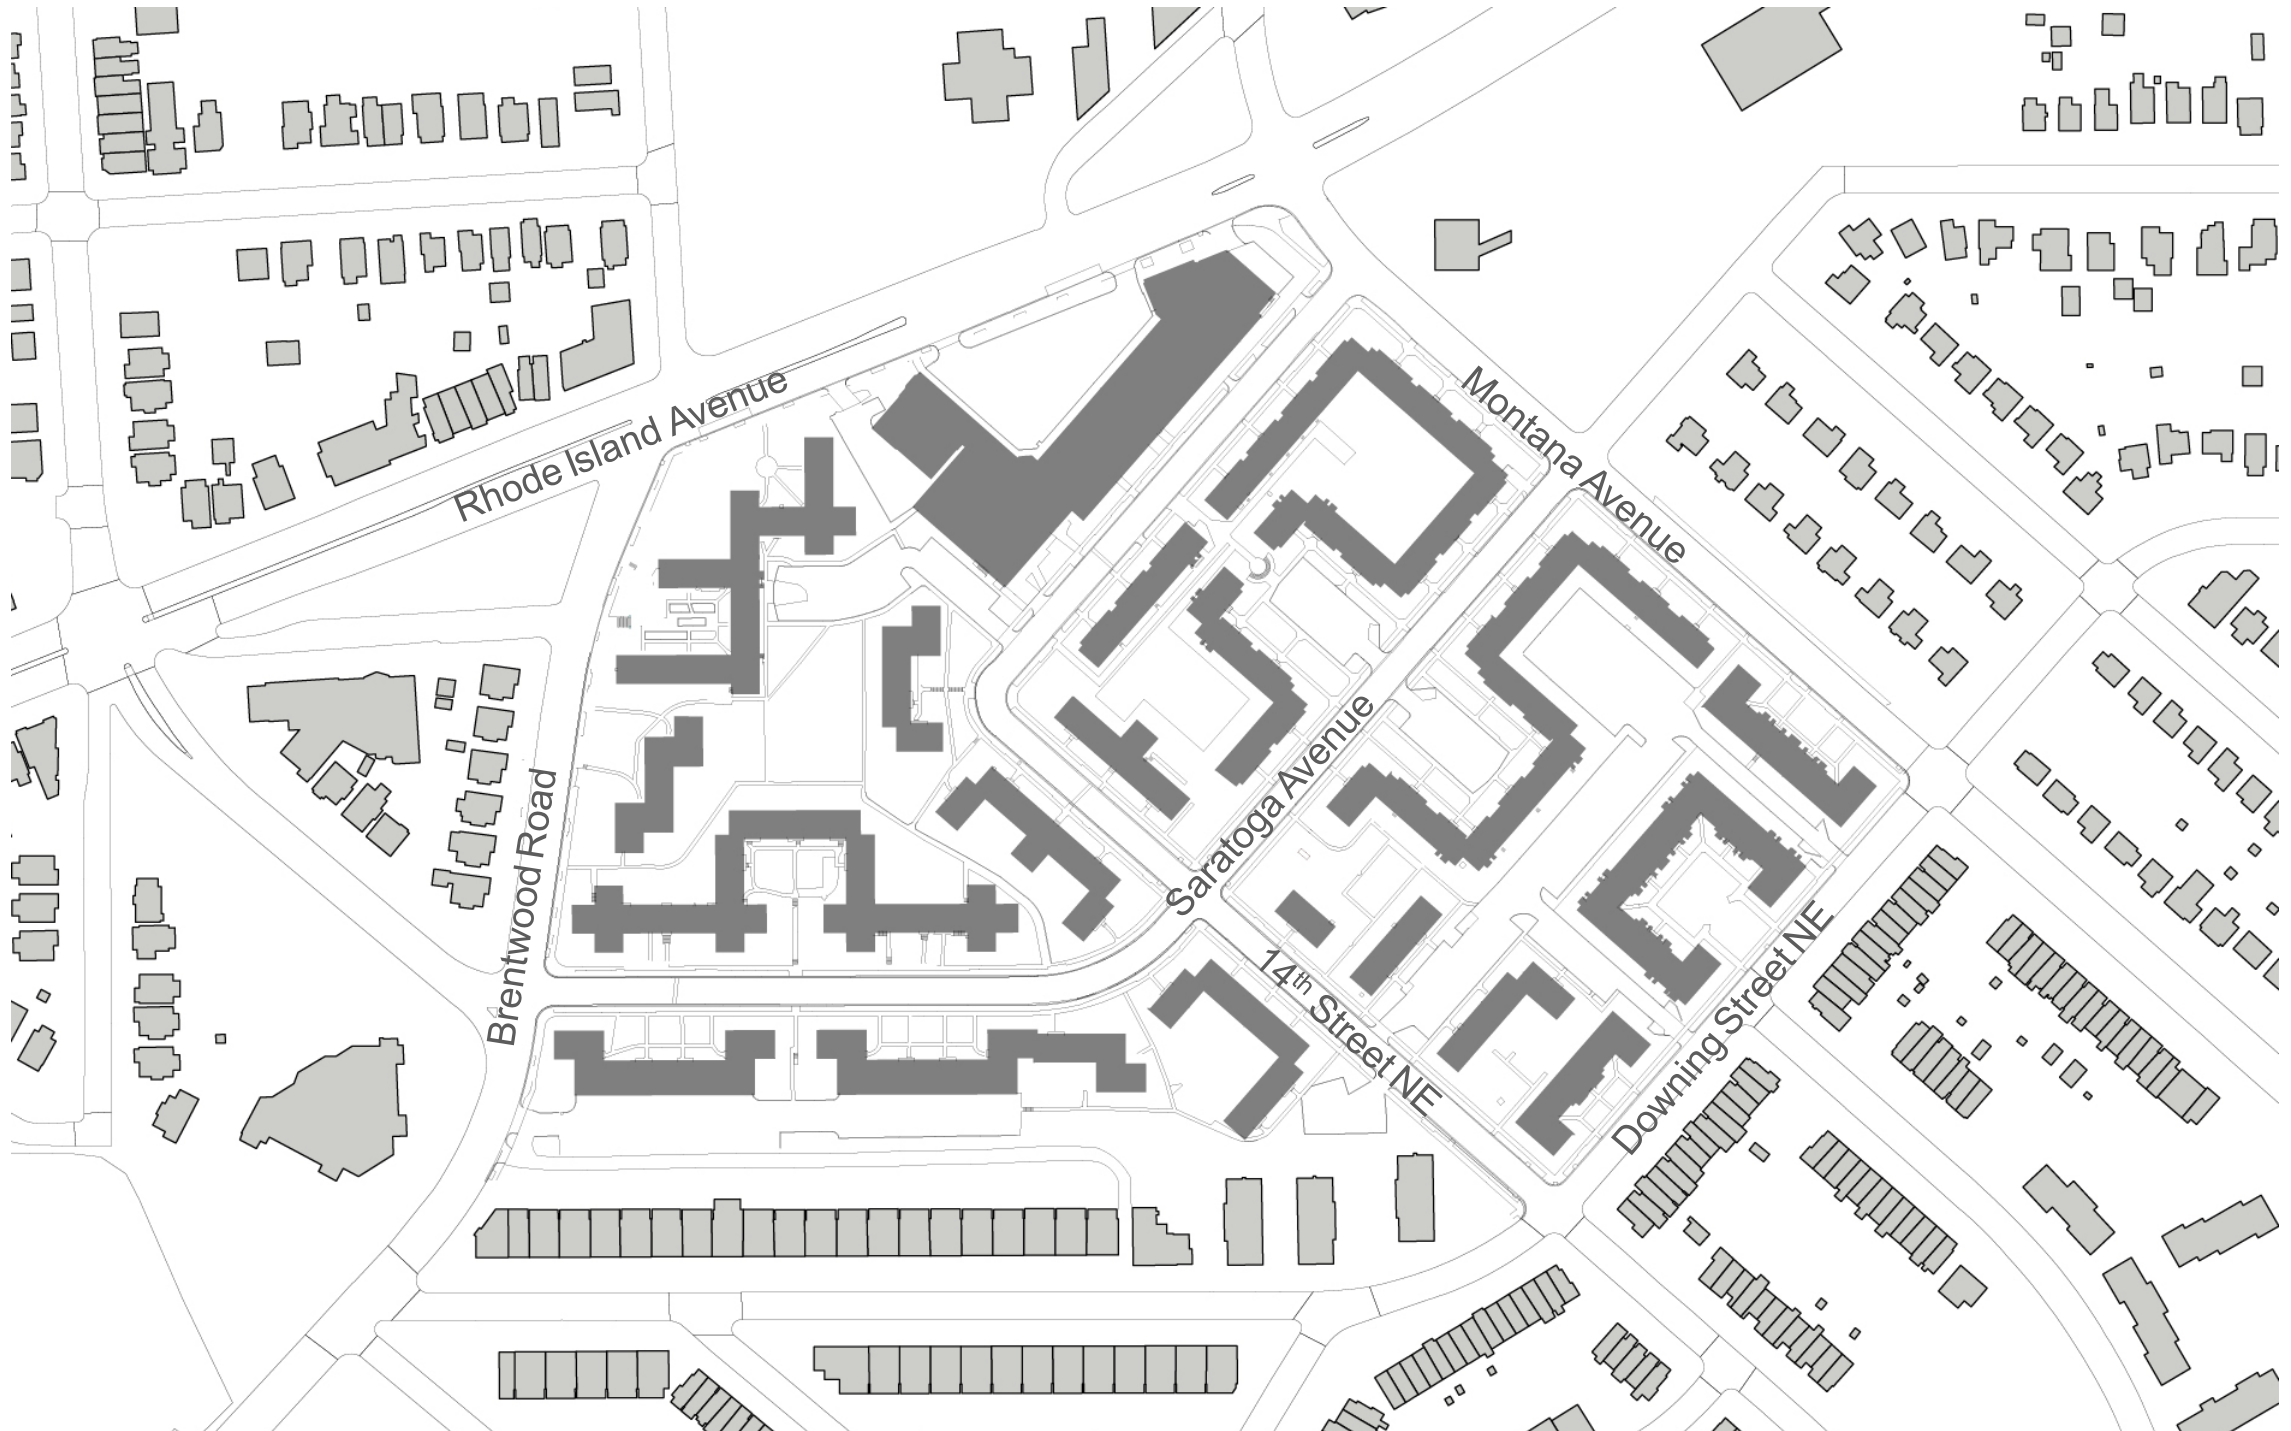 Rhode Island Avenue
Montana Avenue
Saratoga Avenue
Brentwood Road
14th Street NE
Downing Street NE